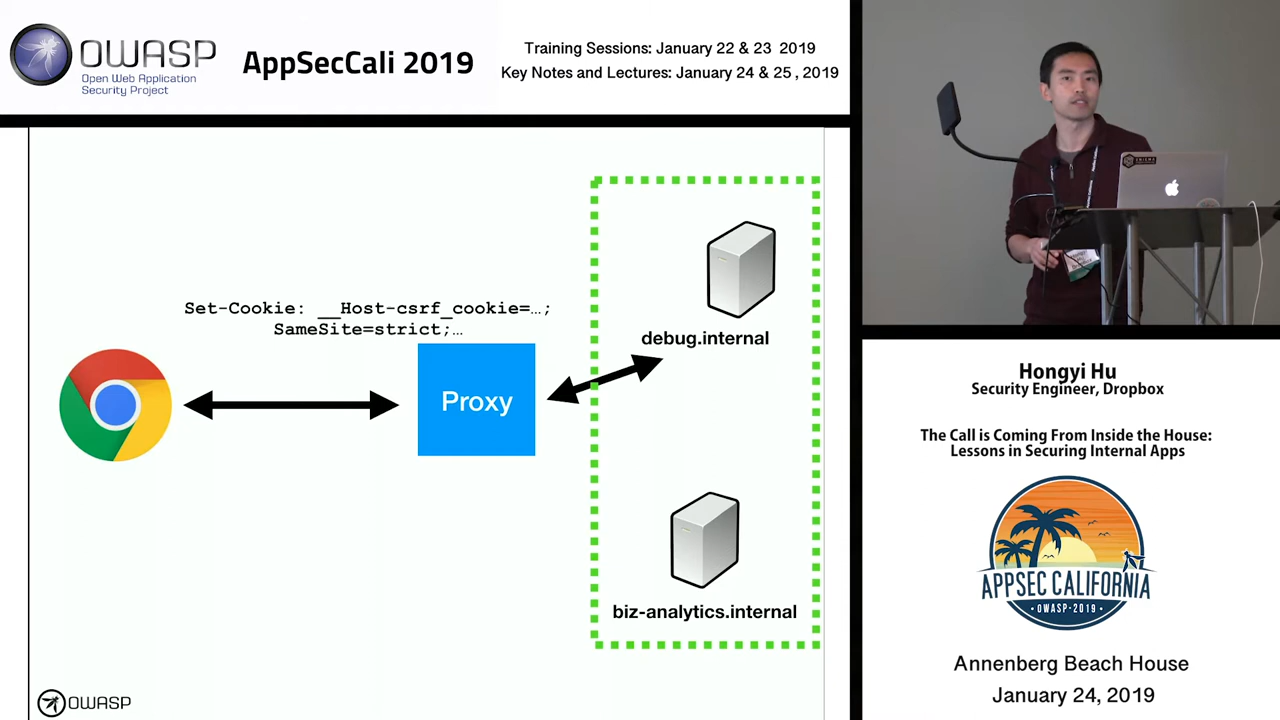 OWASP
Open Web Application
Security Project
AppSecCali 2019
Training Sessions: January 22 & 23 2019
Key Notes and Lectures: January 24 & 25 , 2019
Set-Cookie: __Host-csrf_cookie=…;
SameSite=strict;…
Proxy
debug.internal
biz-analytics.internal
OWASP
Hongyi Hu
Security Engineer, Dropbox
The Call is Coming From Inside the House:
Lessons in Securing Internal Apps
APPSEC CALIFORNIA
· OWASP·2019 ·
Annenberg Beach House
January 24, 2019